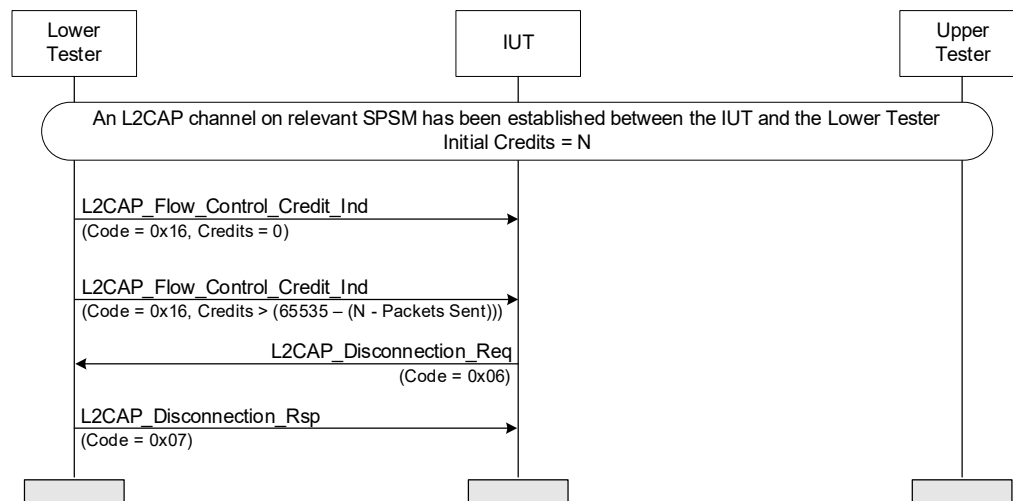 Lower
Tester
IUT
Upper
Tester
An L2CAP channel on relevant SPSM has been established between the IUT and the Lower Tester
Initial Credits = N
L2CAP_Flow_Control_Credit_Ind
(Code = 0x16, Credits = 0)
L2CAP_Flow_Control_Credit_Ind
(Code = 0x16, Credits > (65535 – (N - Packets Sent)))
L2CAP_Disconnection_Req
(Code = 0x06)
L2CAP_Disconnection_Rsp
(Code = 0x07)